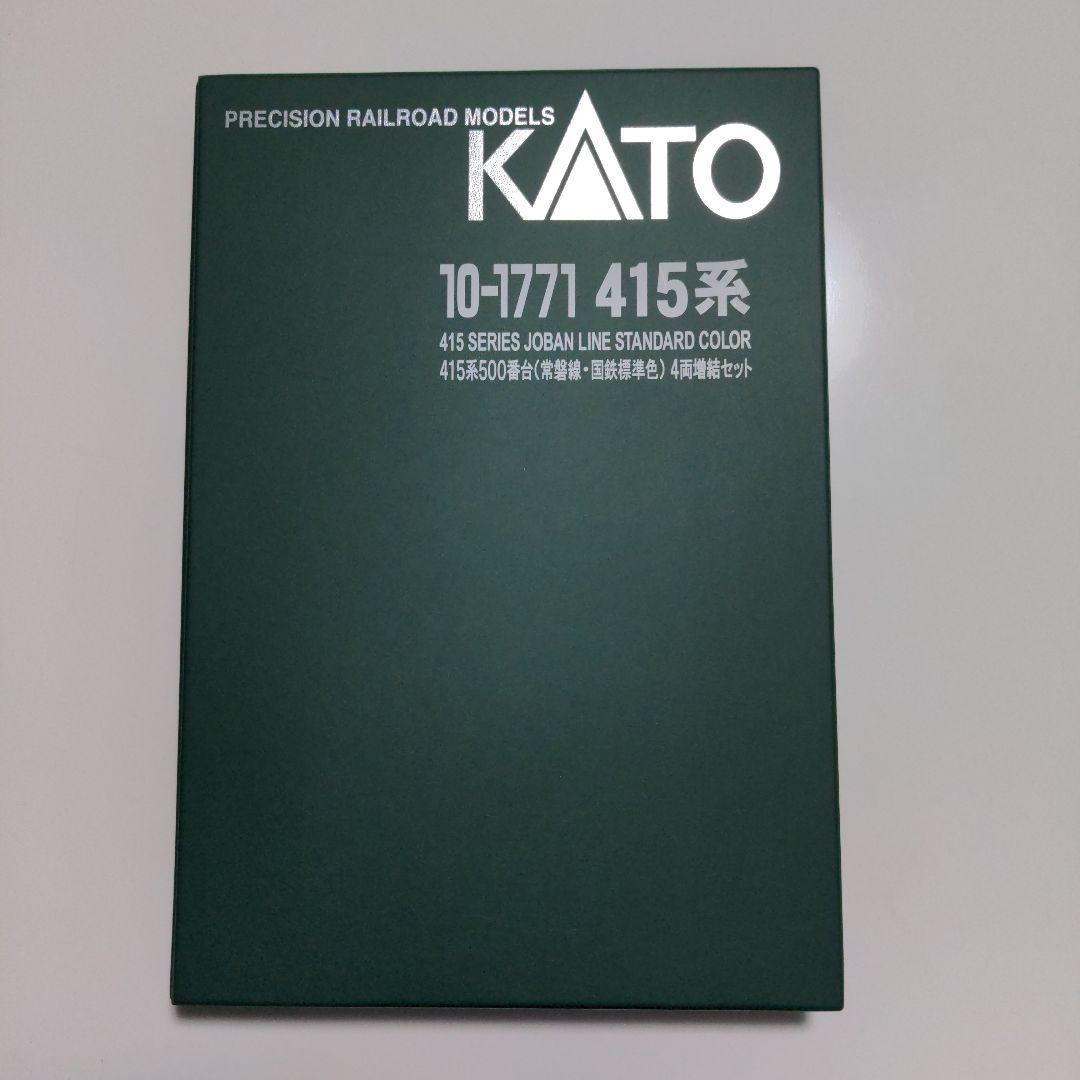 PRECISION RAILROAD MODELS
KATO
10-1771 415系
415 SERIES JOBAN LINE STANDARD COLOR
415系500番台(常磐線・国鉄標準色) 4両増結セット